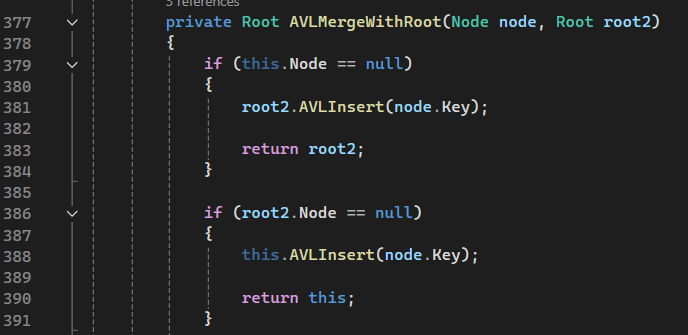 3 references
377 private Root AVLMergeWithRoot(Node node, Root root2)
378 {
379 if (this.Node == null)
380 {
381 root2.AVLInsert(node.Key);
382
383 return root2;
384 }
385
386 if (root2.Node == null)
387 {
388 this.AVLInsert(node.Key);
389
390 return this;
391 }